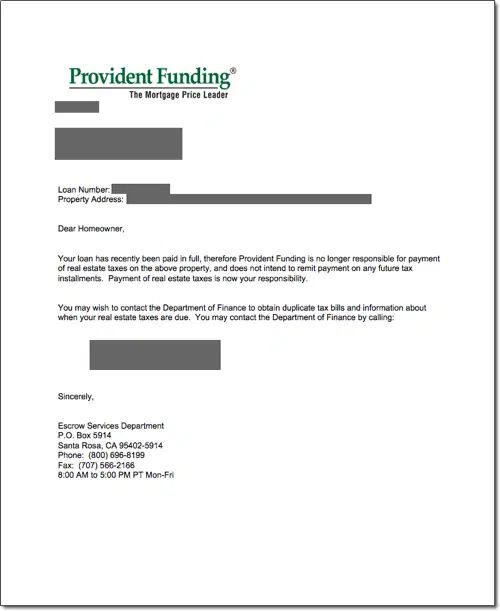 Provident Funding®
The Mortgage Price Leader
Loan Number:
Property Address:
Dear Homeowner,
Your loan has recently been paid in full, therefore Provident Funding is no longer responsible for payment
of real estate taxes on the above property, and does not intend to remit payment on any future tax
installments.  Payment of real estate taxes is now your responsibility.
You may wish to contact the Department of Finance to obtain duplicate tax bills and information about
when your real estate taxes are due.  You may contact the Department of Finance by calling:
Sincerely,
Escrow Services Department
P.O. Box 5914
Santa Rosa, CA 95402-5914
Phone:  (800) 696-8199
Fax:  (707) 566-2166
8:00 AM to 5:00 PM PT Mon-Fri